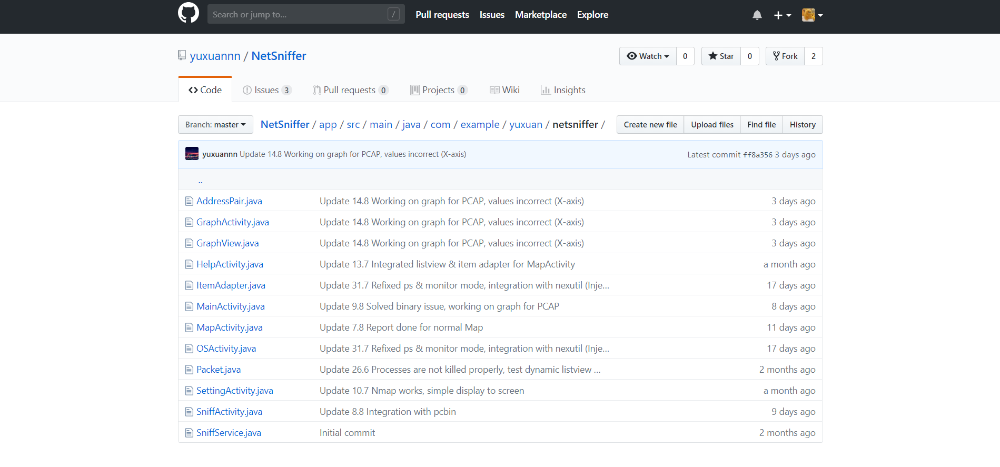 Search or jump to... / Pull requests Issues Marketplace Explore
yuxuannn / NetSniffer Watch 0 Star 0 Fork 2
Code Issues 3 Pull requests 0 Projects 0 Wiki Insights
Branch: master NetSniffer / app / src / main / java / com / example / yuxuan / netsniffer / Create new file Upload files Find file History
yuxuannn Update 14.8 Working on graph for PCAP, values incorrect (X-axis) Latest commit ff8a356 3 days ago
..
AddressPair.java Update 14.8 Working on graph for PCAP, values incorrect (X-axis) 3 days ago
GraphActivity.java Update 14.8 Working on graph for PCAP, values incorrect (X-axis) 3 days ago
GraphView.java Update 14.8 Working on graph for PCAP, values incorrect (X-axis) 3 days ago
HelpActivity.java Update 13.7 Integrated listview & item adapter for MapActivity a month ago
ItemAdapter.java Update 31.7 Refixed ps & monitor mode, integration with nexutil (Inje... 17 days ago
MainActivity.java Update 9.8 Solved binary issue, working on graph for PCAP 8 days ago
MapActivity.java Update 7.8 Report done for normal Map 11 days ago
OSActivity.java Update 31.7 Refixed ps & monitor mode, integration with nexutil (Inje... 17 days ago
Packet.java Update 26.6 Processes are not killed properly, test dynamic listview ... 2 months ago
SettingActivity.java Update 10.7 Nmap works, simple display to screen a month ago
SniffActivity.java Update 8.8 Integration with pcbin 9 days ago
SniffService.java Initial commit 2 months ago